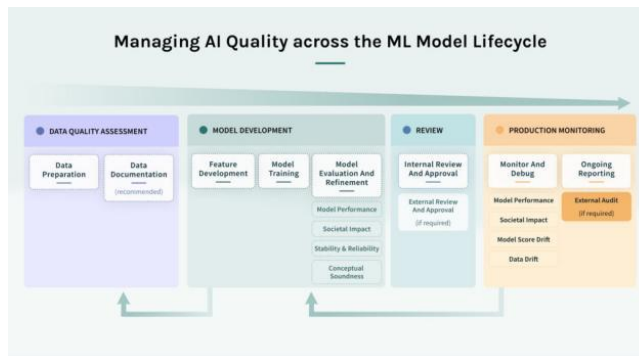 Managing AI Quality across the ML Model Lifecycle
DATA QUALITY ASSESSMENT
Data
Preparation
Data
Documentation
(recommended)
MODEL DEVELOPMENT
Feature
Development
Model
Training
Model
Evaluation And
Refinement
Model Performance
Societal Impact
Stability & Reliability
Conceptual
Soundness
REVIEW
Internal Review
And Approval
External Review
And Approval
(if required)
PRODUCTION MONITORING
Monitor And
Debug
Model Performance
Societal Impact
Model Score Drift
Data Drift
Ongoing
Reporting
External Audit
(if required)